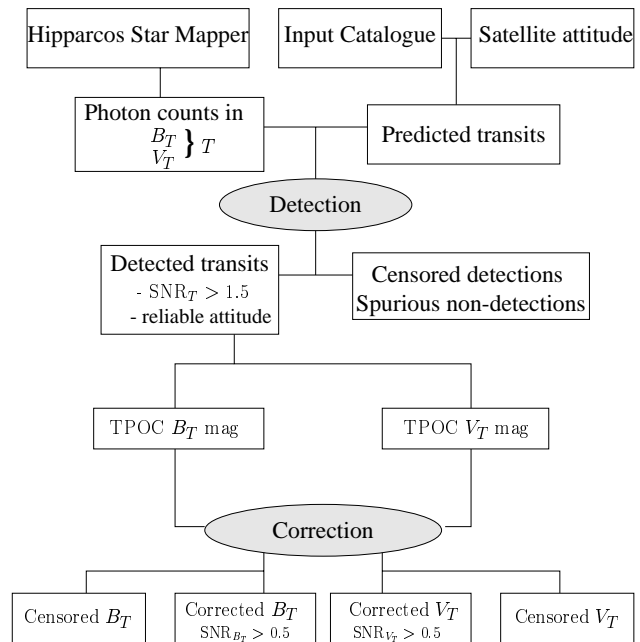 Hipparcos Star Mapper
Input Catalogue
Satellite attitude
Photon counts in
B_T
V_T
} T
Predicted transits
Detection
Detected transits
- SNR_T > 1.5
- reliable attitude
Censored detections
Spurious non-detections
TPOC B_T mag
TPOC V_T mag
Correction
Censored B_T
Corrected B_T
SNR_{B_T} > 0.5
Corrected V_T
SNR_{V_T} > 0.5
Censored V_T